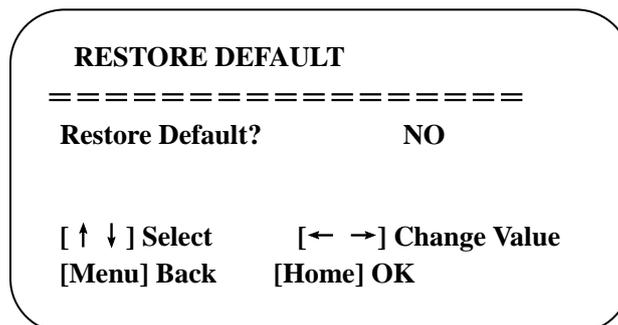 RESTORE DEFAULT
=================
Restore Default? NO
[ ↑ ↓ ] Select [← →] Change Value
[Menu] Back [Home] OK